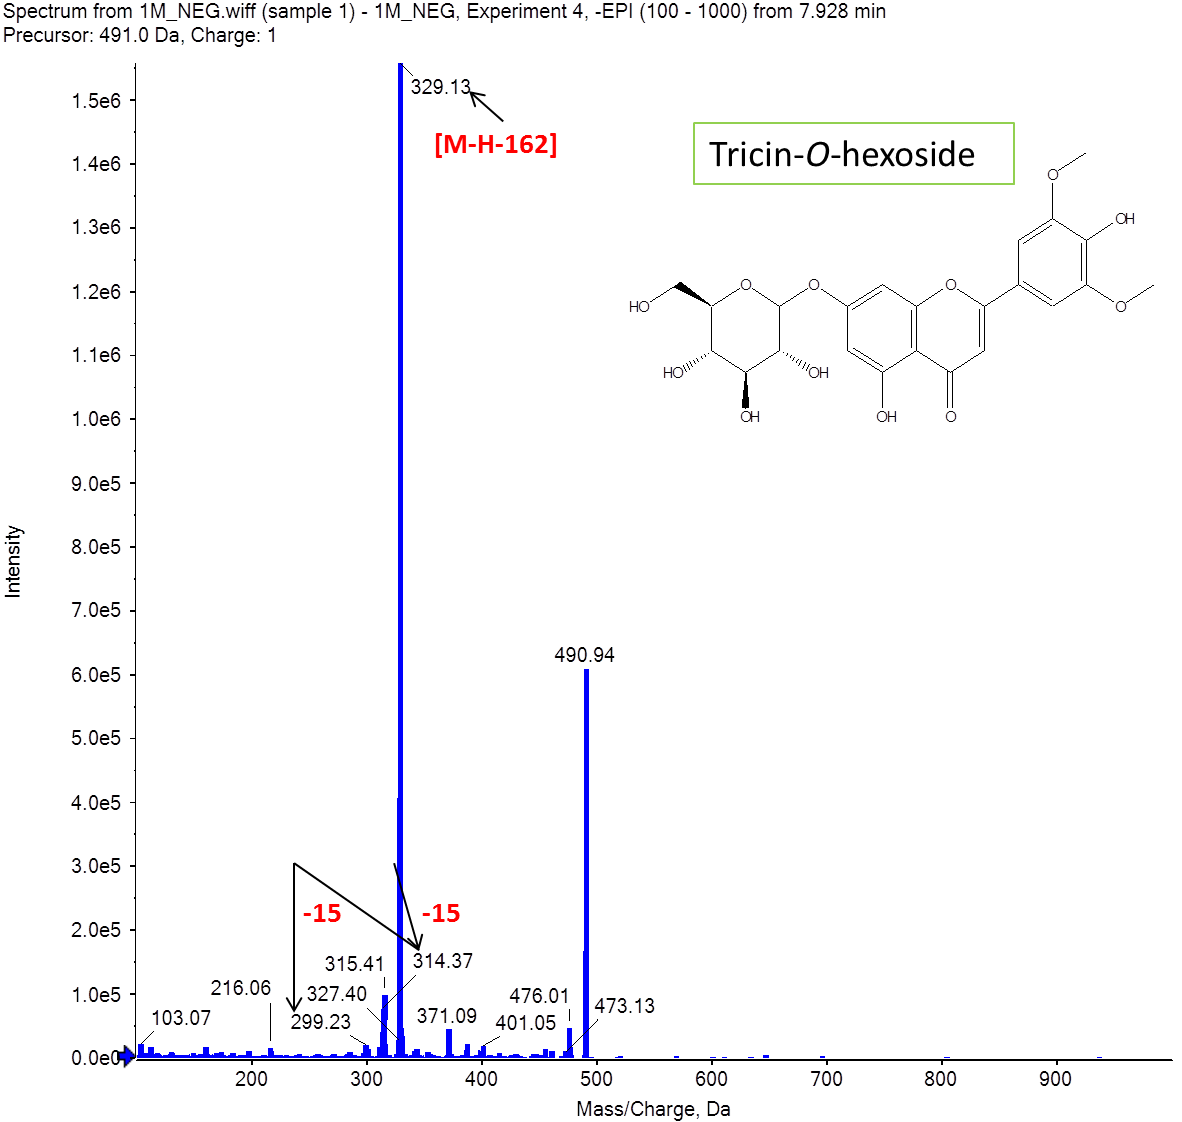 Spectrum from 1M_NEG.wiff (sample 1) - 1M_NEG, Experiment 4, -EPI (100 - 1000) from 7.928 min
Precursor: 491.0 Da, Charge: 1
329.13
[M-H-162]
Tricin-O-hexoside
O
OH
O
HO
O
O
O
HO
OH
OH
OH
O
1.5e6
1.4e6
1.3e6
1.2e6
1.1e6
1.0e6
9.0e5
8.0e5
7.0e5
6.0e5
5.0e5
4.0e5
3.0e5
2.0e5
1.0e5
0.0e0
Intensity
490.94
-15
-15
315.41
314.37
216.06
327.40
476.01
473.13
103.07
299.23
371.09
401.05
200
300
400
500
600
700
800
900
Mass/Charge, Da